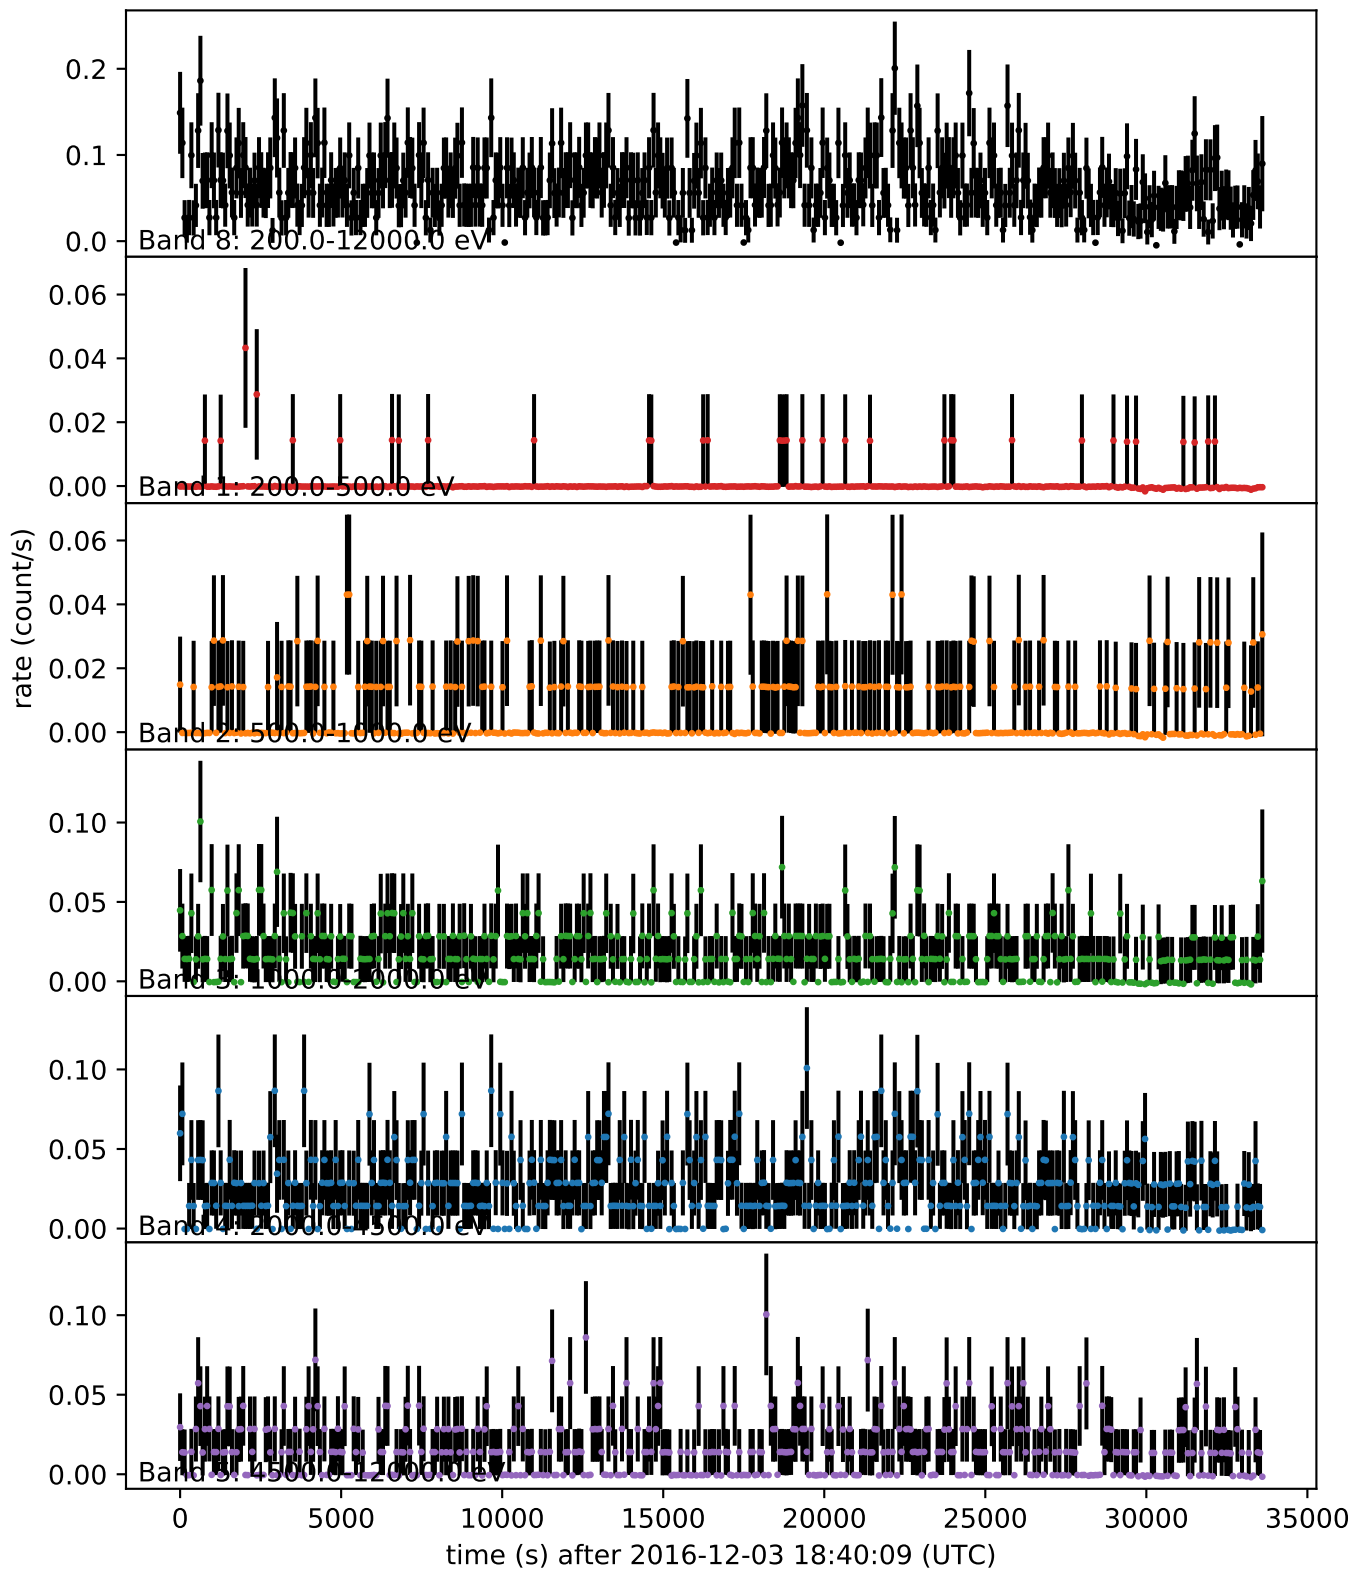 0.2
0.1
0.0
Band 8: 200.0-12000.0 eV
0.06
0.04
0.02
0.00
Band 1: 200.0-500.0 eV
0.06
0.04
0.02
0.00
Band 2: 500.0-1000.0 eV
rate (count/s)
0.10
0.05
0.00
Band 3: 1000.0-2000.0 eV
0.10
0.05
0.00
Band 4: 2000.0-4500.0 eV
0.10
0.05
0.00
Band 5: 4500.0-12000.0 eV
0 5000 10000 15000 20000 25000 30000 35000
time (s) after 2016-12-03 18:40:09 (UTC)